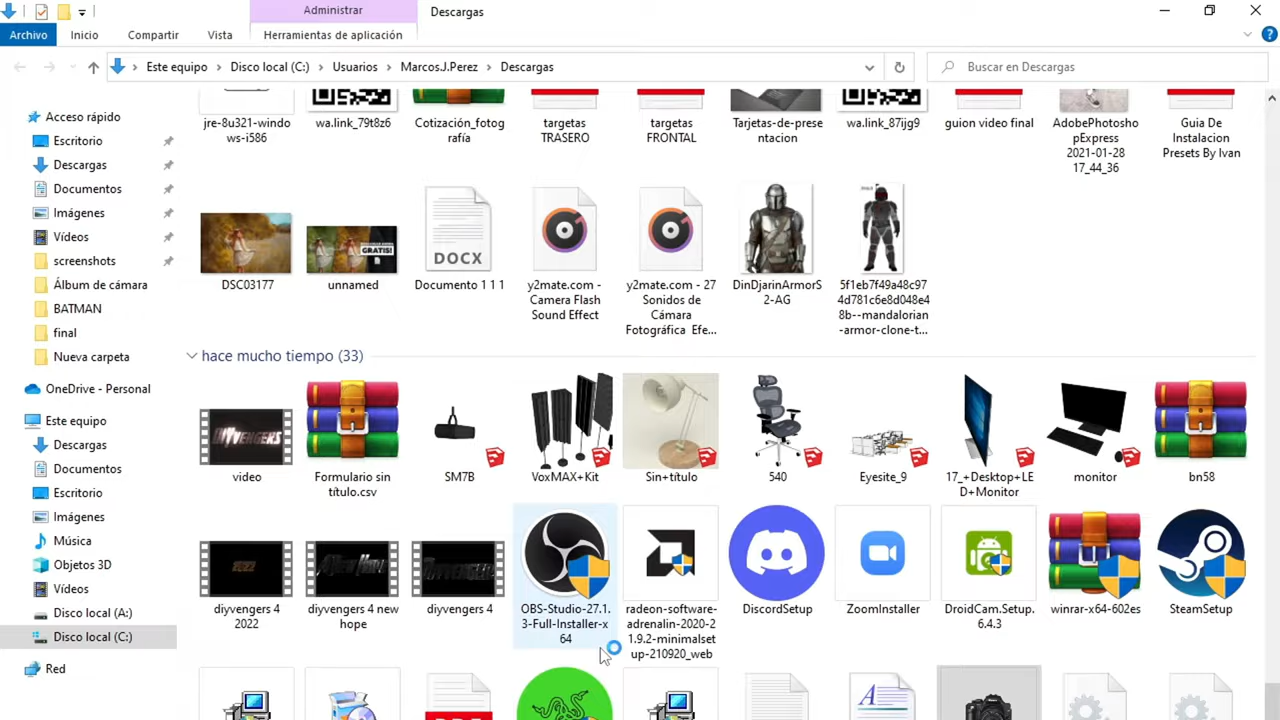 Administrar
Descargas
Archivo
Inicio
Compartir
Vista
Herramientas de aplicación
Este equipo
Disco local (C:)
Usuarios
Marcos.J.Perez
Descargas
Buscar en Descargas
Acceso rápido
Escritorio
Descargas
Documentos
Imágenes
Vídeos
screenshots
Álbum de cámara
BATMAN
final
Nueva carpeta
OneDrive - Personal
Este equipo
Descargas
Documentos
Escritorio
Imágenes
Música
Objetos 3D
Vídeos
Disco local (A:)
Disco local (C:)
Red
jre-8u321-windo
ws-i586
wa.link_79t8z6
Cotización_fotog
rafía
targetas
TRASERO
targetas
FRONTAL
Tarjetas-de-prese
ntacion
wa.link_87ijg9
guion video final
AdobePhotosho
pExpress
2021-01-28
17_44_36
Guia De
Instalacion
Presets By Ivan
DSC03177
GRATIS!
unnamed
DOCX
Documento 1 1 1
y2mate.com -
Camera Flash
Sound Effect
y2mate.com - 27
Sonidos de
Cámara
Fotográfica Efe...
DinDjarinArmorS
2-AG
5f1eb7f49a48c97
4d781c6e8d048e4
8b--mandalorian
-armor-clone-t...
hace mucho tiempo (33)
DIYVENGERS
video
Formulario sin
título.csv
SM7B
VoxMAX+Kit
Sin+título
540
Eyesite_9
17_+Desktop+LE
D+Monitor
monitor
bn58
2022
diyvengers 4
2022
diyvengers 4 new
hope
diyvengers 4
OBS-Studio-27.1.
3-Full-Installer-x
64
radeon-software-
adrenalin-2020-2
1.9.2-minimalset
up-210920_web
DiscordSetup
ZoomInstaller
DroidCam.Setup.
6.4.3
winrar-x64-602es
SteamSetup